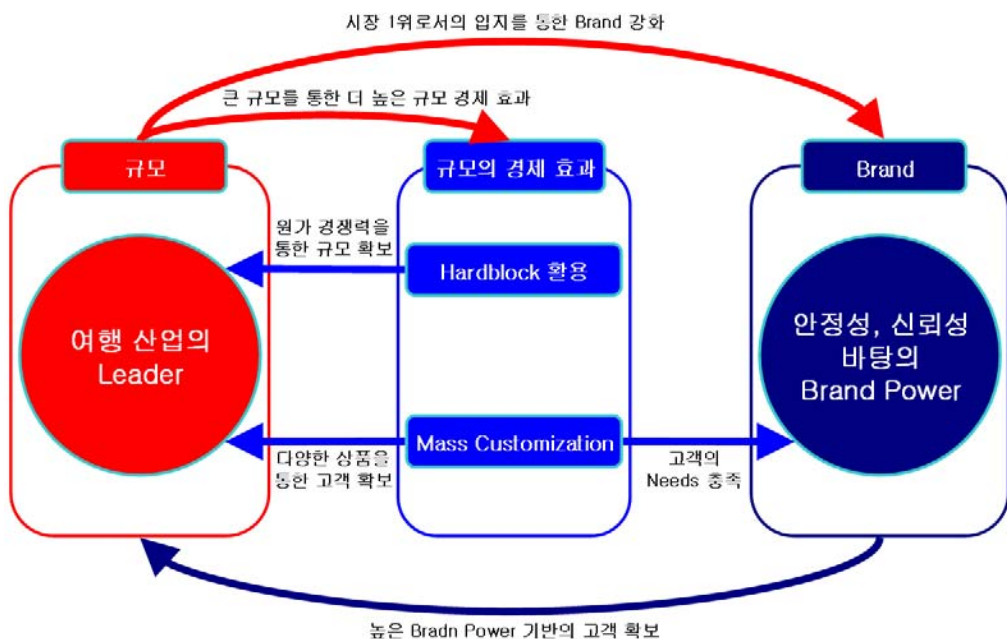 시장 1위로서의 입지를 통한 Brand 강화
큰 규모를 통한 더 높은 규모 경제 효과
규모
규모의 경제 효과
Brand
원가 경쟁력을
통한 규모 확보
Hardblock 활용
여행 산업의
Leader
안정성, 신뢰성
바탕의
Brand Power
Mass Customization
다양한 상품을
통한 고객 확보
고객의
Needs 충족
높은 Bradn Power 기반의 고객 확보